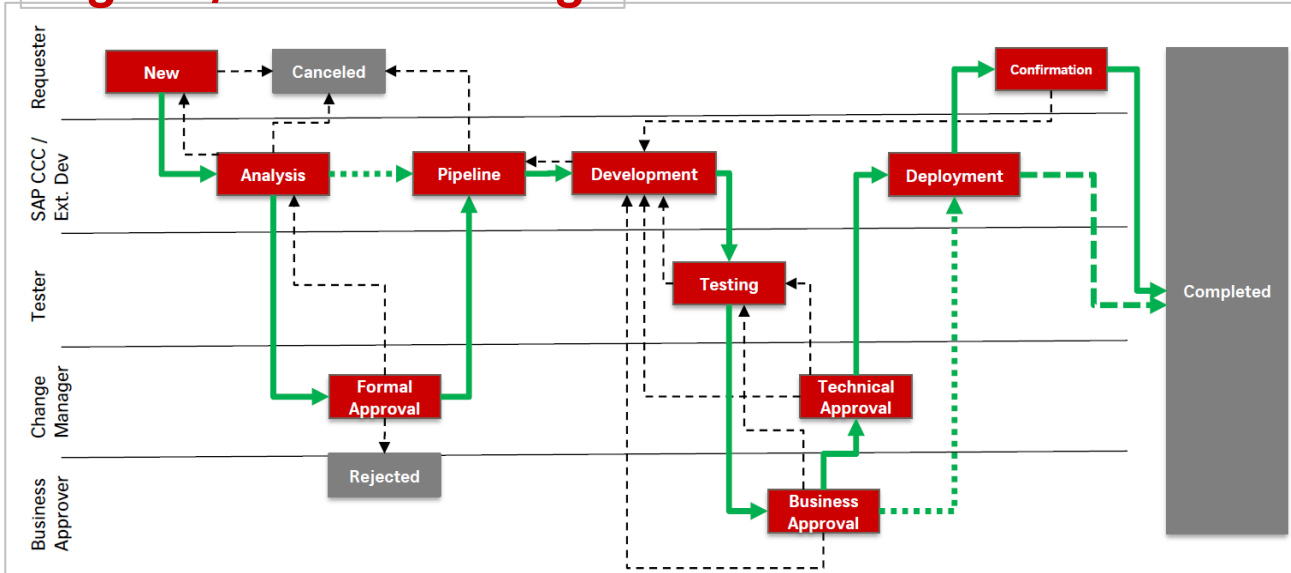 Requester
New
Canceled
Confirmation
SAP CCC /
Ext. Dev
Analysis
Pipeline
Development
Deployment
Tester
Testing
Completed
Change
Manager
Formal
Approval
Technical
Approval
Business
Approver
Rejected
Business
Approval